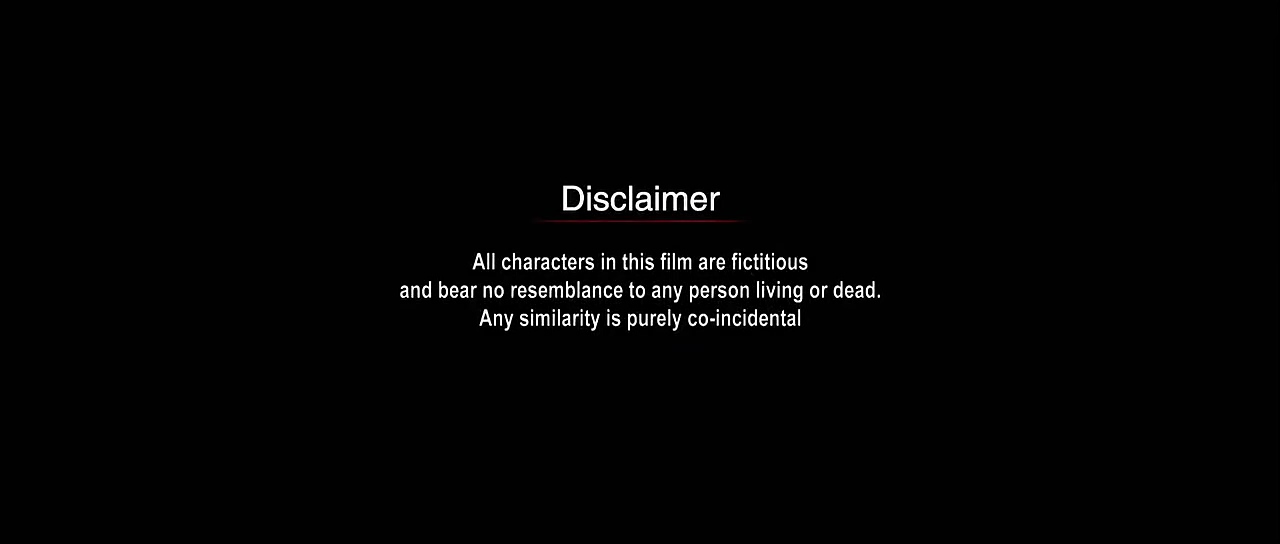 Disclaimer
All characters in this film are fictitious
and bear no resemblance to any person living or dead.
Any similarity is purely co-incidental